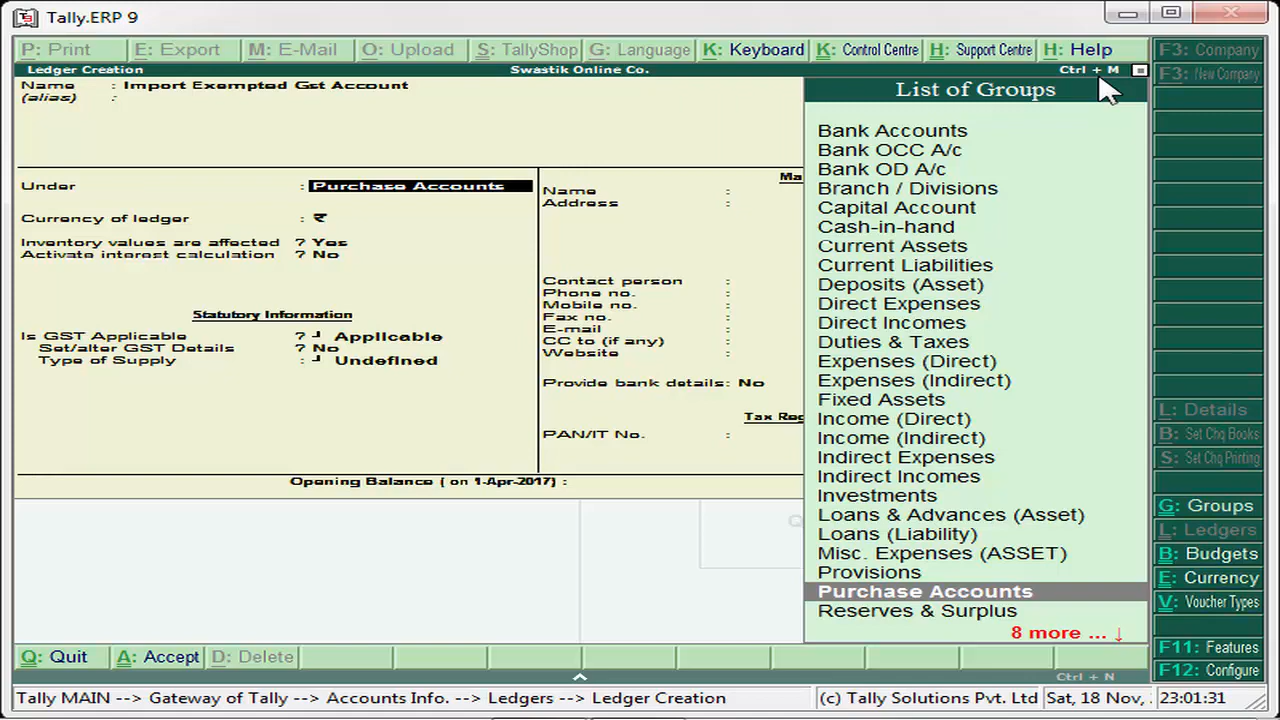 Tally.ERP 9
P: Print E: Export M: E-Mail O: Upload S: TallyShop G: Language K: Keyboard K: Control Centre H: Support Centre H: Help F3: Company
Ledger Creation Swastik Online Co. Ctrl + M F3: New Company
Name : Import Exempted Gst Account
(alias) :
List of Groups
Bank Accounts
Bank OCC A/c
Bank OD A/c
Branch / Divisions
Capital Account
Cash-in-hand
Current Assets
Current Liabilities
Deposits (Asset)
Direct Expenses
Direct Incomes
Duties & Taxes
Expenses (Direct)
Expenses (Indirect)
Fixed Assets
Income (Direct)
Income (Indirect)
Indirect Expenses
Indirect Incomes
Investments
Loans & Advances (Asset)
Loans (Liability)
Misc. Expenses (ASSET)
Provisions
Purchase Accounts
Reserves & Surplus
8 more ... ↓
Under : Purchase Accounts
Currency of ledger : ₹
Inventory values are affected ? Yes
Activate interest calculation ? No
Statutory Information
Is GST Applicable ? ┘ Applicable
Set/alter GST Details ? No
Type of Supply : ┘ Undefined
Ma
Name :
Address :
Contact person :
Phone no. :
Mobile no. :
Fax no. :
E-mail :
CC to (if any) :
Website :
Provide bank details: No
Tax Reg
PAN/IT No. :
Opening Balance ( on 1-Apr-2017) :
L: Details
B: Set Chq Books
S: Set Chq Printing
G: Groups
L: Ledgers
B: Budgets
E: Currency
V: Voucher Types
F11: Features
F12: Configure
Q: Quit A: Accept D: Delete
Ctrl + N
Tally MAIN --> Gateway of Tally --> Accounts Info. --> Ledgers --> Ledger Creation (c) Tally Solutions Pvt. Ltd Sat, 18 Nov, 23:01:31